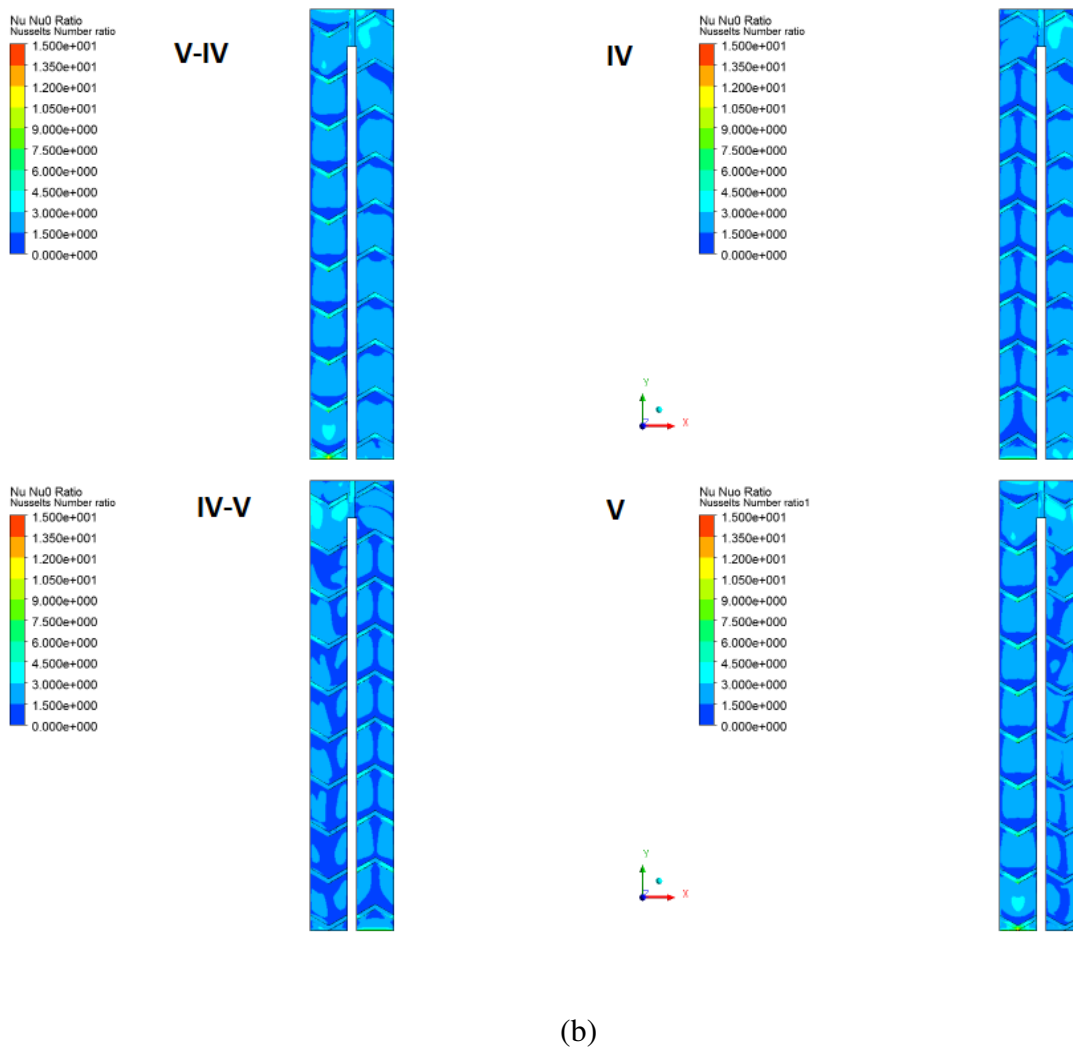 Nu Nu0 Ratio
Nusselts Number ratio
1.500e+001
1.350e+001
1.200e+001
1.050e+001
9.000e+000
7.500e+000
6.000e+000
4.500e+000
3.000e+000
1.500e+000
0.000e+000
V-IV
Nu Nu0 Ratio
Nusselts Number ratio
1.500e+001
1.350e+001
1.200e+001
1.050e+001
9.000e+000
7.500e+000
6.000e+000
4.500e+000
3.000e+000
1.500e+000
0.000e+000
IV
Y
Z
X
Nu Nu0 Ratio
Nusselts Number ratio
1.500e+001
1.350e+001
1.200e+001
1.050e+001
9.000e+000
7.500e+000
6.000e+000
4.500e+000
3.000e+000
1.500e+000
0.000e+000
IV-V
Nu Nuo Ratio
Nusselts Number ratio1
1.500e+001
1.350e+001
1.200e+001
1.050e+001
9.000e+000
7.500e+000
6.000e+000
4.500e+000
3.000e+000
1.500e+000
0.000e+000
V
Y
Z
X
(b)